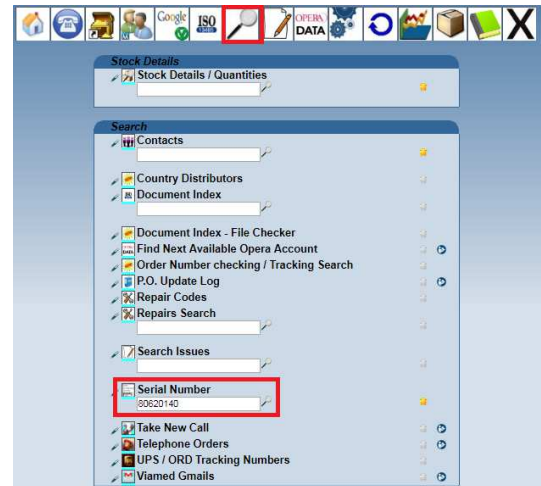 Google
ISO
OPERA
DATA
Stock Details
Stock Details / Quantities
Search
Contacts
Country Distributors
Document Index
Document Index - File Checker
Find Next Available Opera Account
Order Number checking / Tracking Search
P.O. Update Log
Repair Codes
Repairs Search
Search Issues
Serial Number
80620140
Take New Call
Telephone Orders
UPS / ORD Tracking Numbers
Viamed Gmails